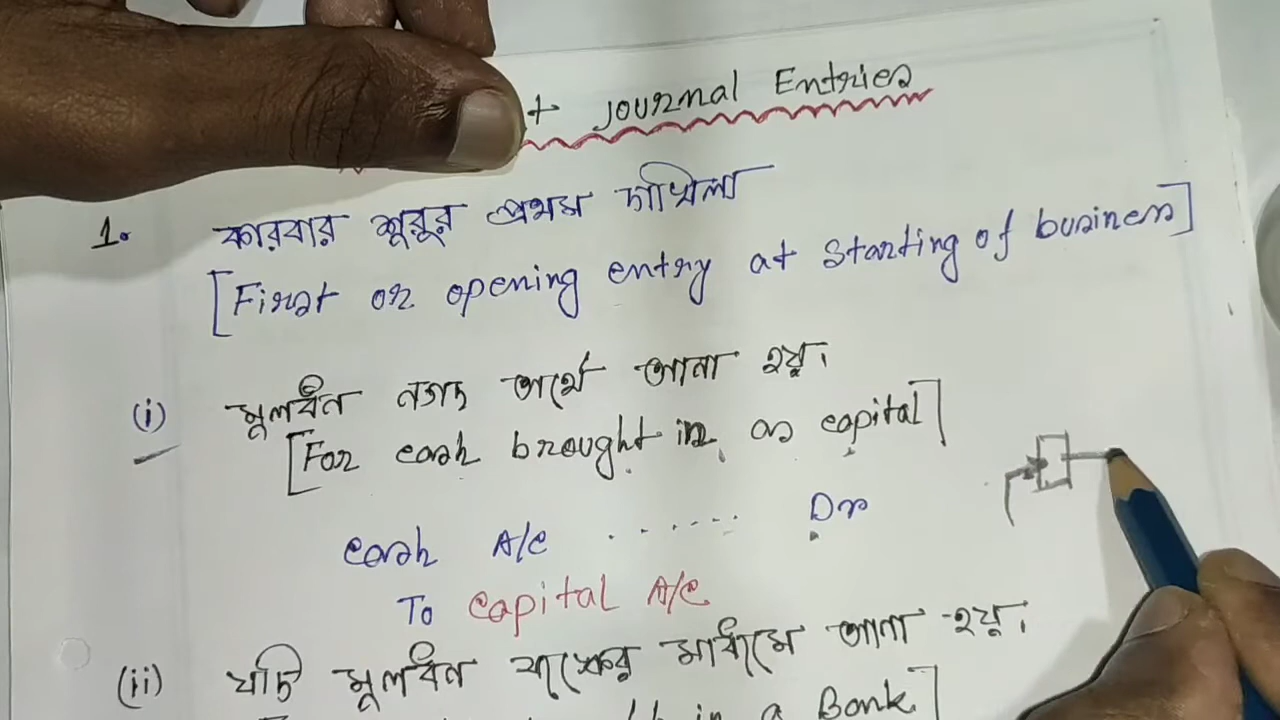 + Journal Entries
1. কারবার শুরুর প্রথম দাখিলা
[First or opening entry at starting of business]
(i) মূলধন নগদ অর্থে আনা হয়।
[For cash brought in as capital]
cash A/c ....... Dr
To capital A/c
(ii) যদি মূলধন ব্যাঙ্কের মাধ্যমে আনা হয়।
in a Bank]